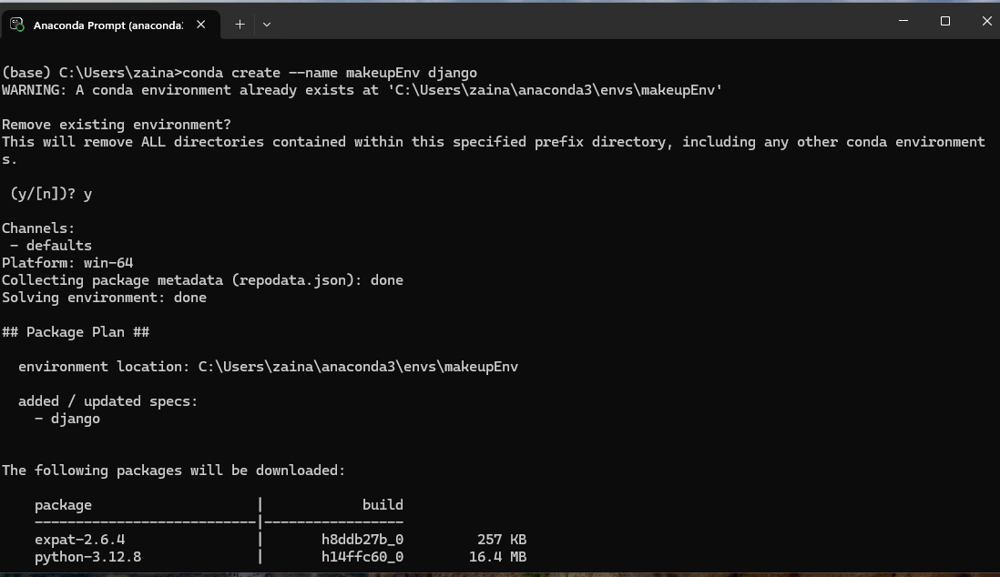 Anaconda Prompt (anaconda:
(base) C:\Users\zaina>conda create --name makeupEnv django
WARNING: A conda environment already exists at 'C:\Users\zaina\anaconda3\envs\makeupEnv'
Remove existing environment?
This will remove ALL directories contained within this specified prefix directory, including any other conda environment
s.
(y/[n])? y
Channels:
- defaults
Platform: win-64
Collecting package metadata (repodata.json): done
Solving environment: done
## Package Plan ##
environment location: C:\Users\zaina\anaconda3\envs\makeupEnv
added / updated specs:
- django
The following packages will be downloaded:
package | build
---------------------------|-----------------
expat-2.6.4 | h8ddb27b_0 257 KB
python-3.12.8 | h14ffc60_0 16.4 MB